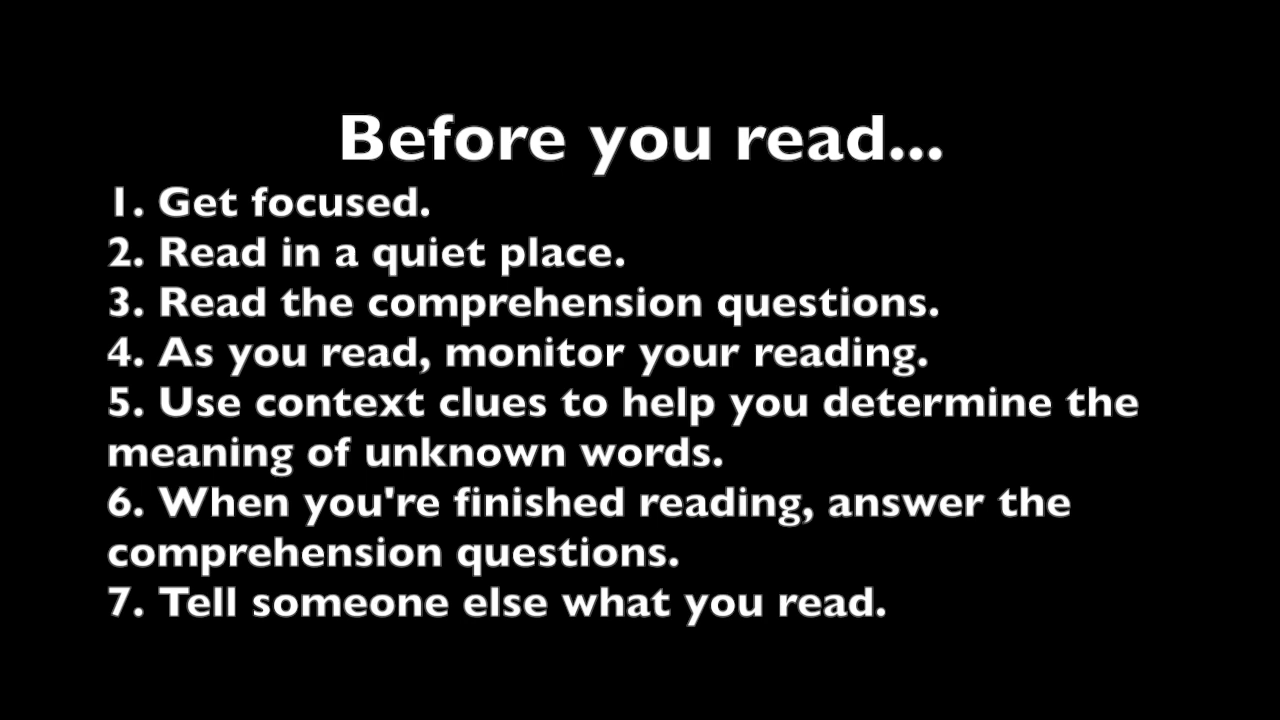 Before you read...
1. Get focused.
2. Read in a quiet place.
3. Read the comprehension questions.
4. As you read, monitor your reading.
5. Use context clues to help you determine the
meaning of unknown words.
6. When you're finished reading, answer the
comprehension questions.
7. Tell someone else what you read.